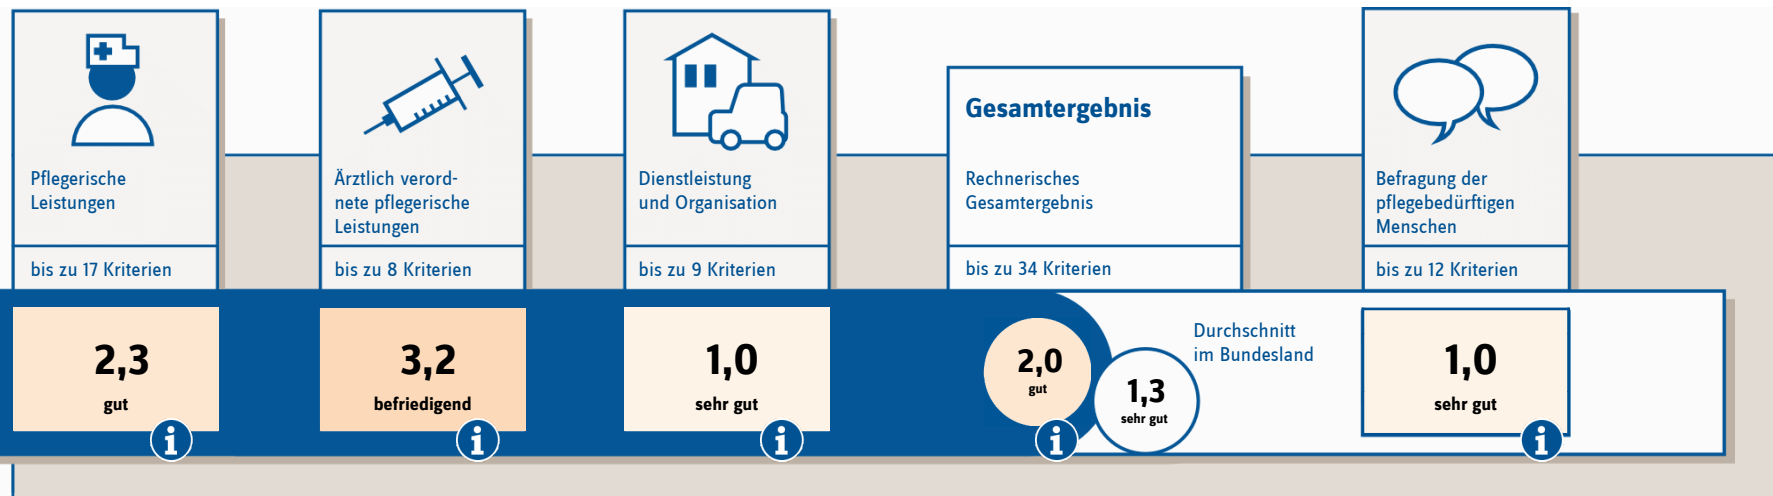 Pflegerische
Leistungen
bis zu 17 Kriterien
2,3
gut
i
Ärztlich verord-
nete pflegerische
Leistungen
bis zu 8 Kriterien
3,2
befriedigend
i
Dienstleistung
und Organisation
bis zu 9 Kriterien
1,0
sehr gut
i
Gesamtergebnis
Rechnerisches
Gesamtergebnis
bis zu 34 Kriterien
2,0
gut
i
1,3
sehr gut
Durchschnitt
im Bundesland
Befragung der
pflegebedürftigen
Menschen
bis zu 12 Kriterien
1,0
sehr gut
i